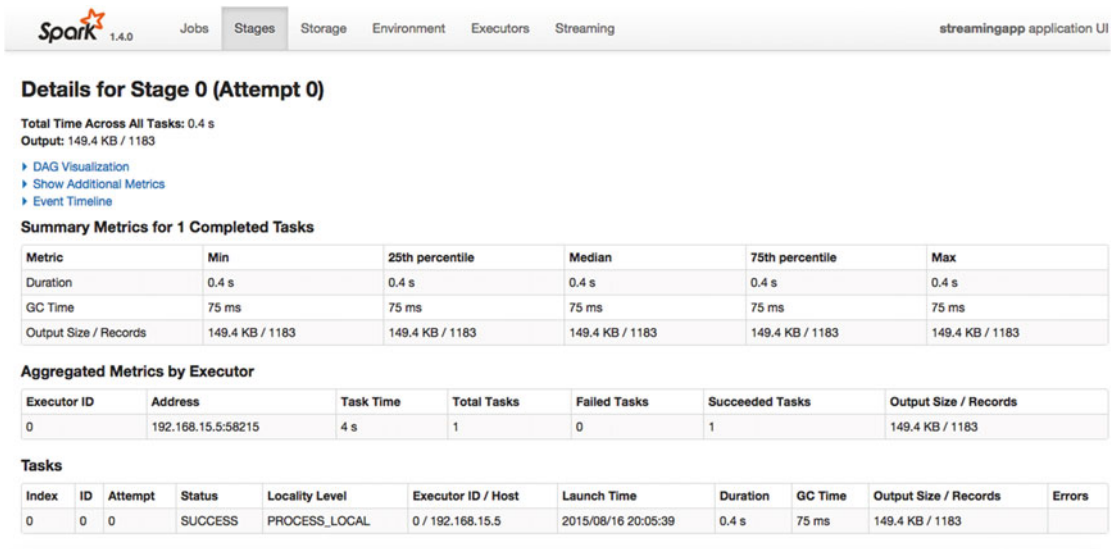 Spark 1.4.0 Jobs Stages Storage Environment Executors Streaming streamingapp application UI
Details for Stage 0 (Attempt 0)
Total Time Across All Tasks: 0.4 s
Output: 149.4 KB / 1183
DAG Visualization
Show Additional Metrics
Event Timeline
Summary Metrics for 1 Completed Tasks
Metric Min 25th percentile Median 75th percentile Max
Duration 0.4 s 0.4 s 0.4 s 0.4 s 0.4 s
GC Time 75 ms 75 ms 75 ms 75 ms 75 ms
Output Size / Records 149.4 KB / 1183 149.4 KB / 1183 149.4 KB / 1183 149.4 KB / 1183 149.4 KB / 1183
Aggregated Metrics by Executor
Executor ID Address Task Time Total Tasks Failed Tasks Succeeded Tasks Output Size / Records
0 192.168.15.5:58215 4 s 1 0 1 149.4 KB / 1183
Tasks
Index ID Attempt Status Locality Level Executor ID / Host Launch Time Duration GC Time Output Size / Records Errors
0 0 0 SUCCESS PROCESS_LOCAL 0 / 192.168.15.5 2015/08/16 20:05:39 0.4 s 75 ms 149.4 KB / 1183